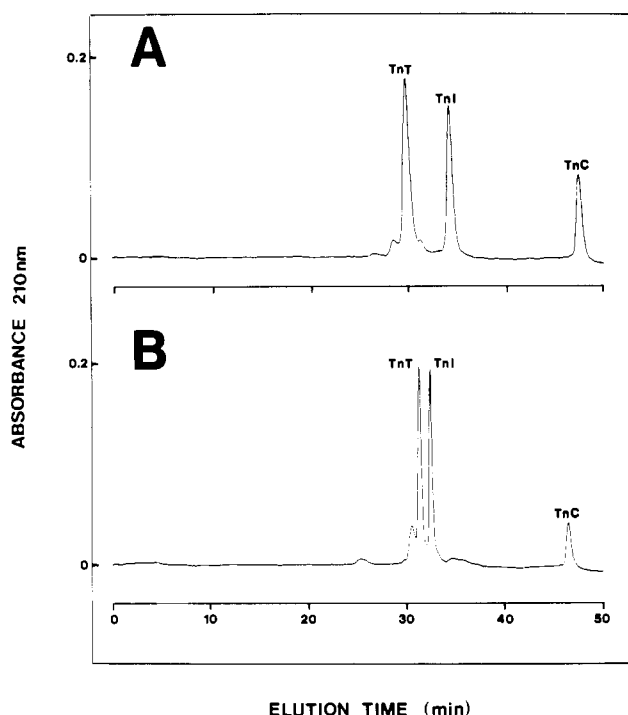 A
0.2
TnT
TnI
TnC
0
ABSORBANCE 210nm
B
0.2
TnT TnI
TnC
0
0 10 20 30 40 50
ELUTION TIME (min)